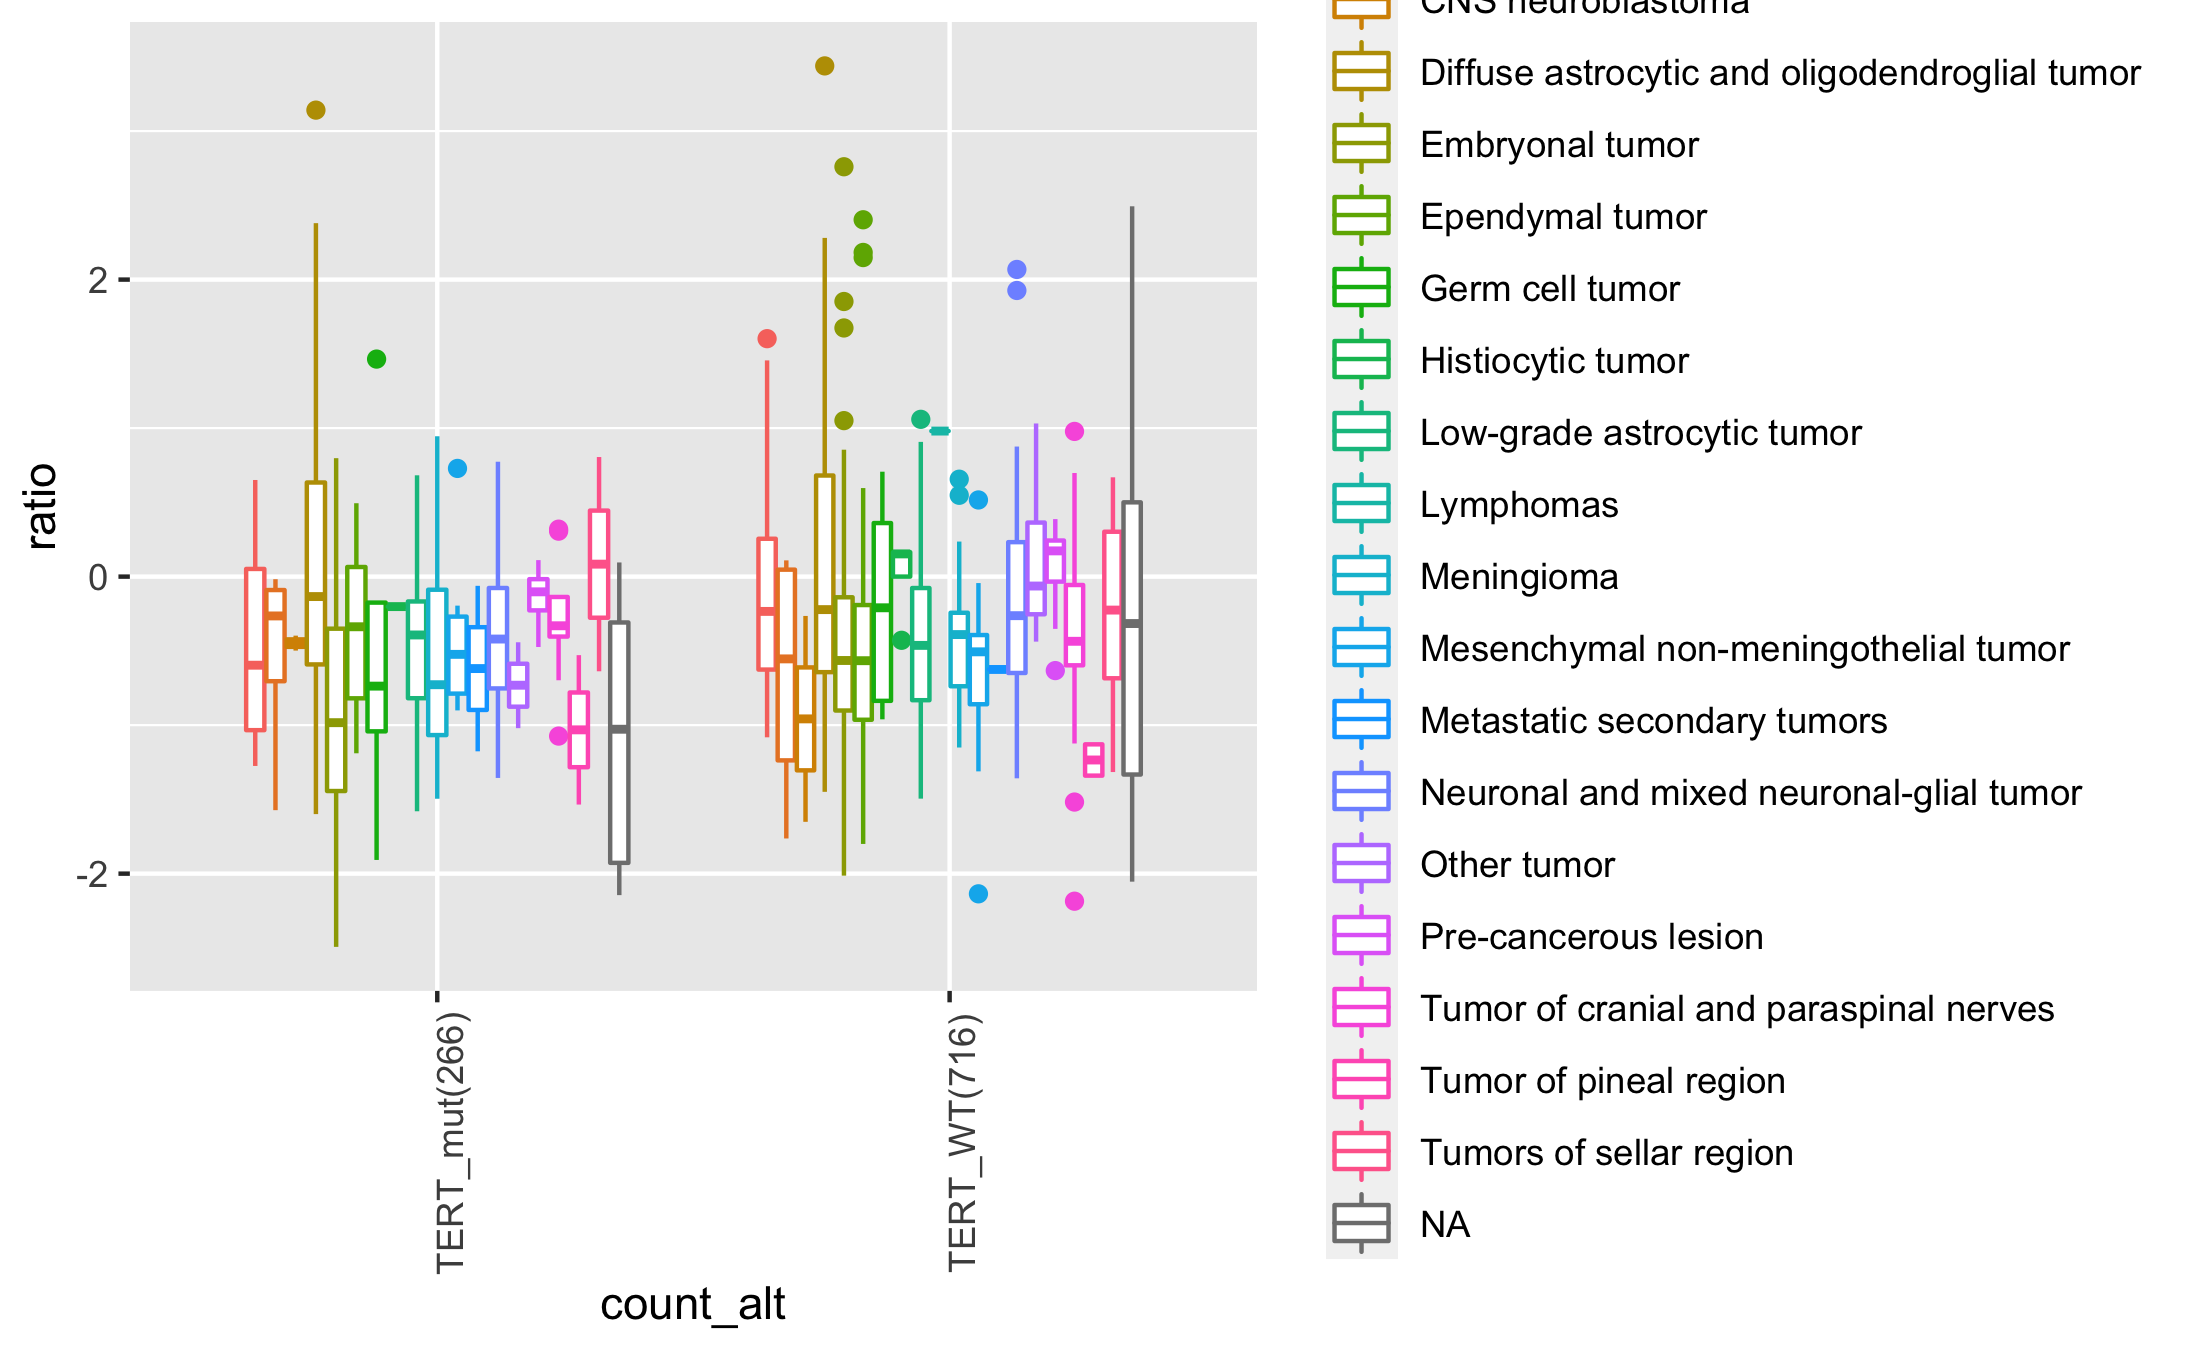 CNS neuroblastoma
Diffuse astrocytic and oligodendroglial tumor
Embryonal tumor
Ependymal tumor
Germ cell tumor
Histiocytic tumor
Low-grade astrocytic tumor
Lymphomas
Meningioma
Mesenchymal non-meningothelial tumor
Metastatic secondary tumors
Neuronal and mixed neuronal-glial tumor
Other tumor
Pre-cancerous lesion
Tumor of cranial and paraspinal nerves
Tumor of pineal region
Tumors of sellar region
NA
ratio
2
0
-2
TERT_mut(266)
TERT_WT(716)
count_alt